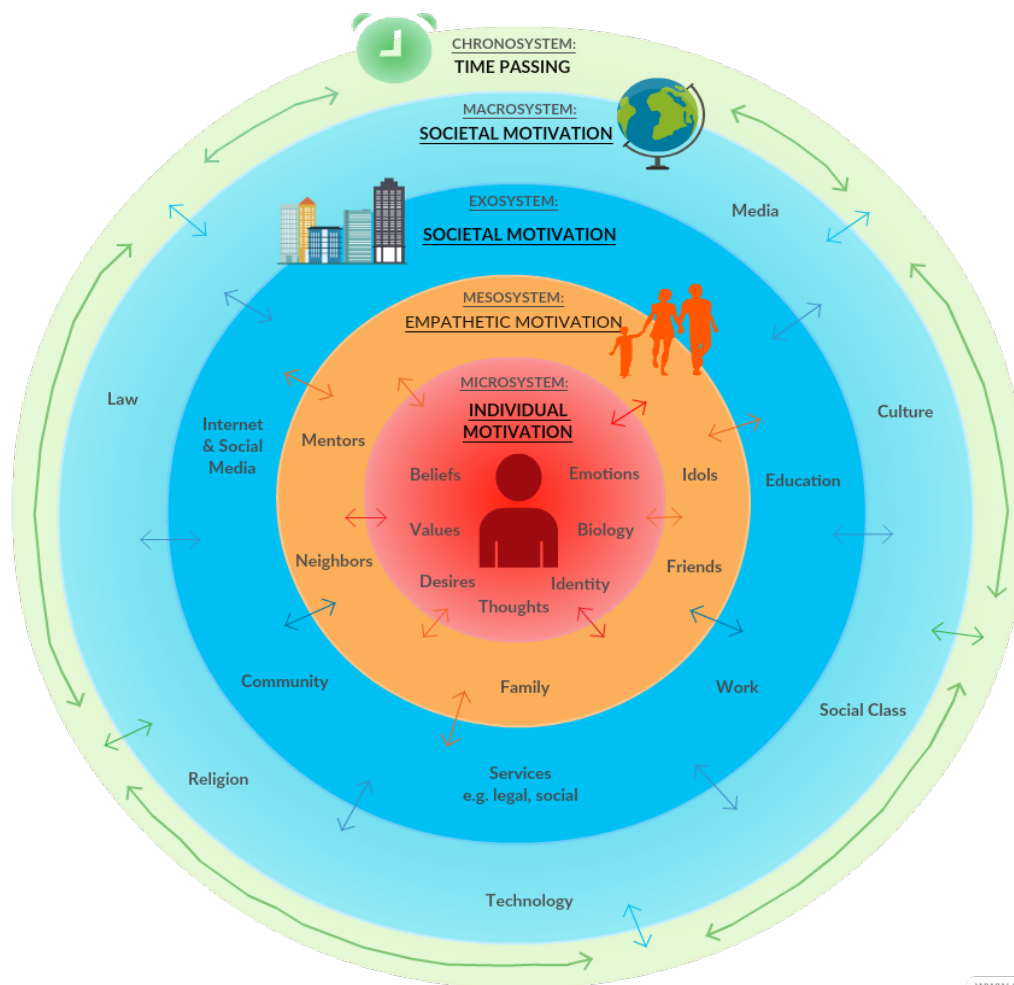 CHRONOSYSTEM:
TIME PASSING
MACROSYSTEM:
SOCIETAL MOTIVATION
Media
EXOSYSTEM:
SOCIETAL MOTIVATION
MESOSYSTEM:
EMPATHETIC MOTIVATION
MICROSYSTEM:
INDIVIDUAL
MOTIVATION
Law
Culture
Internet
& Social
Media
Mentors
Beliefs
Emotions
Idols
Education
Values
Biology
Neighbors
Friends
Desires
Identity
Thoughts
Community
Family
Work
Social Class
Religion
Services
e.g. legal, social
Technology